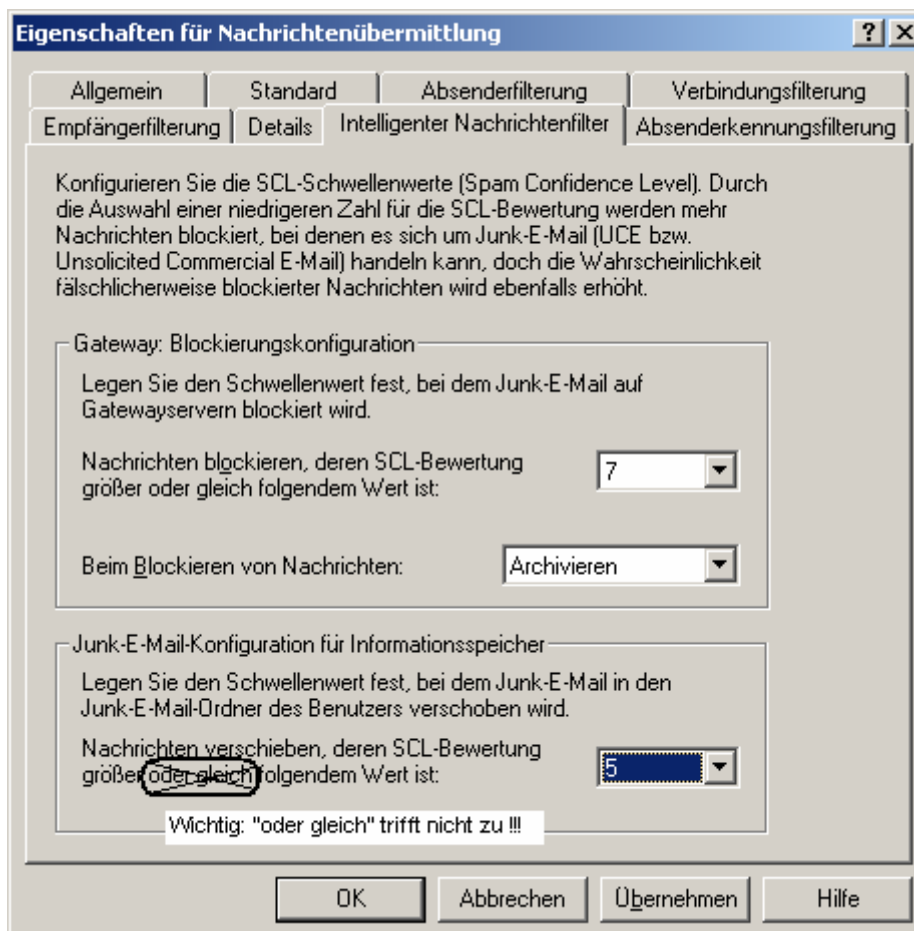 Eigenschaften für Nachrichtenübermittlung
Allgemein
Standard
Absenderfilterung
Verbindungsfilterung
Empfängerfilterung
Details
Intelligenter Nachrichtenfilter
Absenderkennungsfilterung
Konfigurieren Sie die SCL-Schwellenwerte (Spam Confidence Level). Durch
die Auswahl einer niedrigeren Zahl für die SCL-Bewertung werden mehr
Nachrichten blockiert, bei denen es sich um Junk-E-Mail (UCE bzw.
Unsolicited Commercial E-Mail) handeln kann, doch die Wahrscheinlichkeit
fälschlicherweise blockierter Nachrichten wird ebenfalls erhöht.
Gateway: Blockierungskonfiguration
Legen Sie den Schwellenwert fest, bei dem Junk-E-Mail auf
Gatewayservern blockiert wird.
Nachrichten blockieren, deren SCL-Bewertung
größer oder gleich folgendem Wert ist:
7
Beim Blockieren von Nachrichten:
Archivieren
Junk-E-Mail-Konfiguration für Informationsspeicher
Legen Sie den Schwellenwert fest, bei dem Junk-E-Mail in den
Junk-E-Mail-Ordner des Benutzers verschoben wird.
Nachrichten verschieben, deren SCL-Bewertung
größer oder gleich folgendem Wert ist:
5
Wichtig: "oder gleich" trifft nicht zu !!!
OK
Abbrechen
Übernehmen
Hilfe